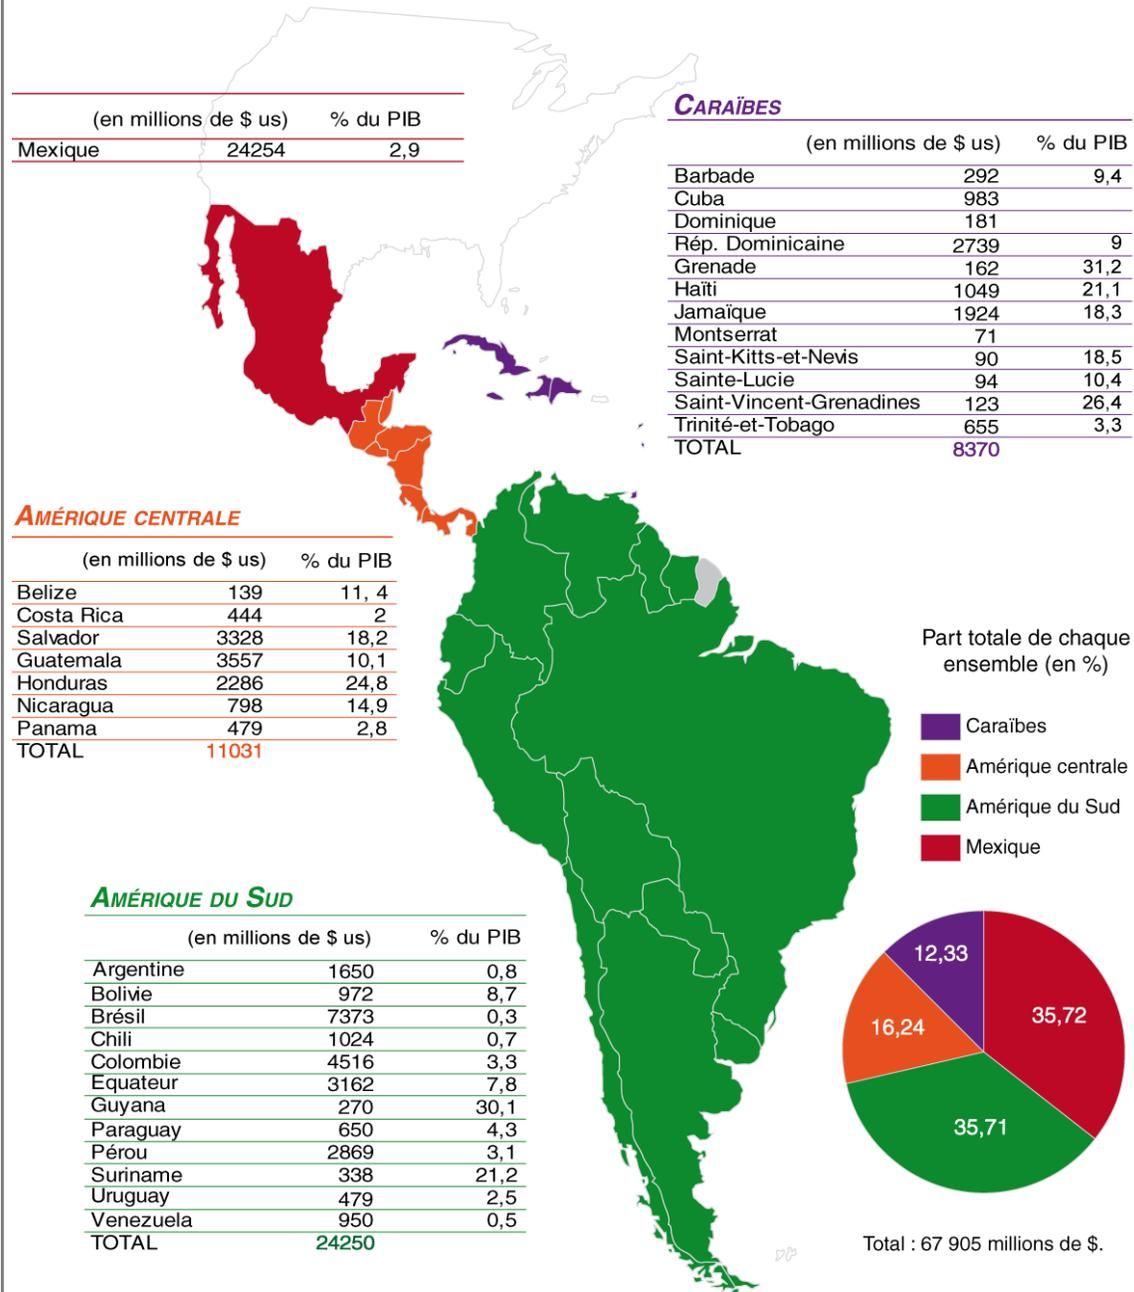 (en millions de $ us) % du PIB
Mexique 24254 2,9
CARAÏBES
(en millions de $ us) % du PIB
Barbade 292 9,4
Cuba 983
Dominique 181
Rép. Dominicaine 2739 9
Grenade 162 31,2
Haïti 1049 21,1
Jamaïque 1924 18,3
Montserrat 71
Saint-Kitts-et-Nevis 90 18,5
Sainte-Lucie 94 10,4
Saint-Vincent-Grenadines 123 26,4
Trinité-et-Tobago 655 3,3
TOTAL 8370
AMÉRIQUE CENTRALE
(en millions de $ us) % du PIB
Belize 139 11, 4
Costa Rica 444 2
Salvador 3328 18,2
Guatemala 3557 10,1
Honduras 2286 24,8
Nicaragua 798 14,9
Panama 479 2,8
TOTAL 11031
AMÉRIQUE DU SUD
(en millions de $ us) % du PIB
Argentine 1650 0,8
Bolivie 972 8,7
Brésil 7373 0,3
Chili 1024 0,7
Colombie 4516 3,3
Equateur 3162 7,8
Guyana 270 30,1
Paraguay 650 4,3
Pérou 2869 3,1
Suriname 338 21,2
Uruguay 479 2,5
Venezuela 950 0,5
TOTAL 24250
Part totale de chaque
ensemble (en %)
Caraïbes
Amérique centrale
Amérique du Sud
Mexique
12,33
35,72
16,24
35,71
Total : 67 905 millions de $.